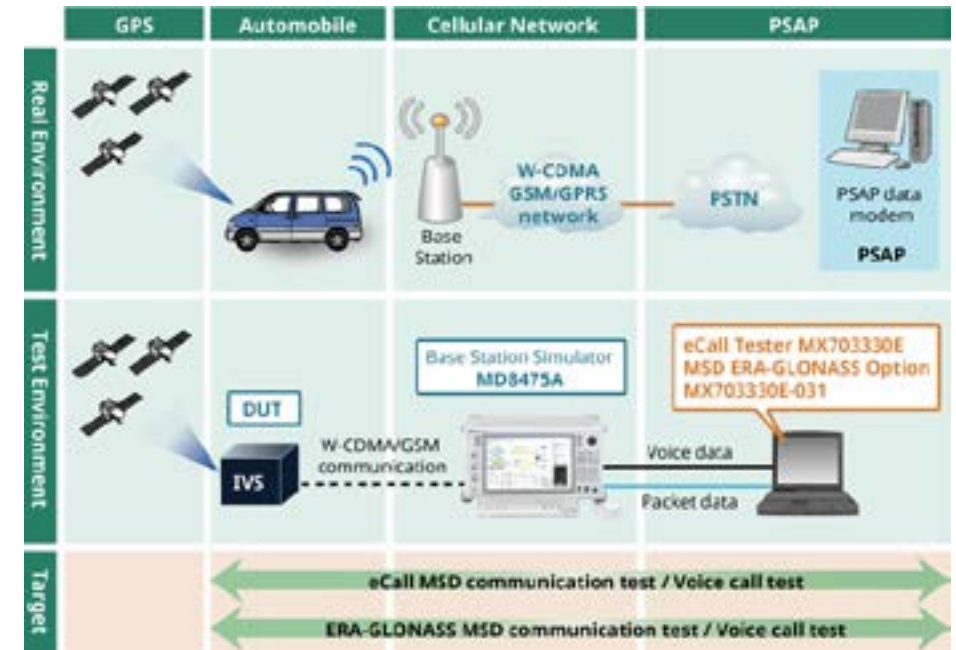 GPS
Automobile
Cellular Network
PSAP
Real Environment
W-CDMA
GSM/GPRS
network
Base
Station
PSTN
PSAP data
modem
PSAP
Test Environment
DUT
IVS
W-CDMA/GSM
communication
Base Station Simulator
MD8475A
eCall Tester MX703330E
MSD ERA-GLONASS Option
MX703330E-031
Voice data
Packet data
Target
eCall MSD communication test / Voice call test
ERA-GLONASS MSD communication test / Voice call test